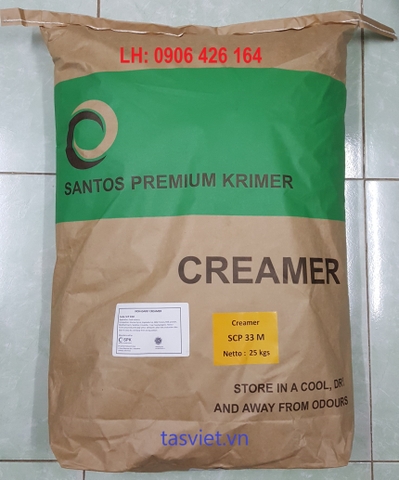 LH: 0906 426 164
SANTOS PREMIUM KRIMER
CREAMER
Creamer
SCP 33 M
Netto : 25 kgs
STORE IN A COOL, DRY
AND AWAY FROM ODOURS
tasviet.vn